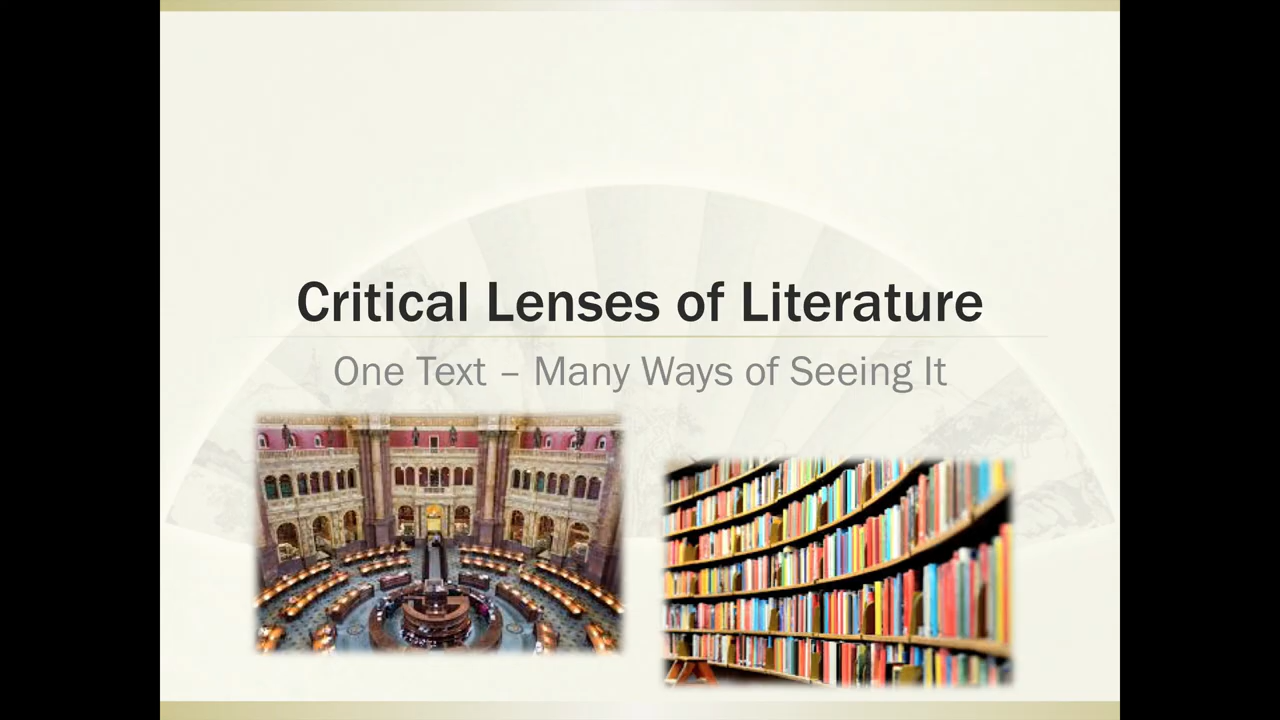 Critical Lenses of Literature
One Text – Many Ways of Seeing It